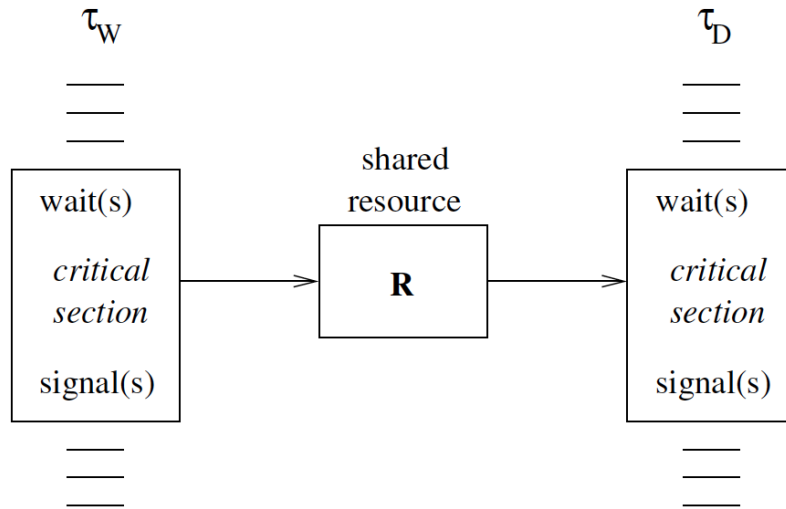 τW
τD
shared
resource
wait(s)
critical
section
signal(s)
R
wait(s)
critical
section
signal(s)